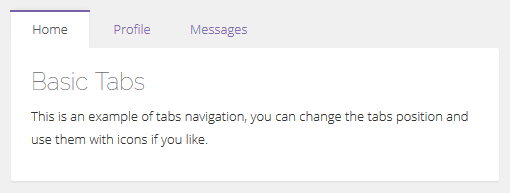 Home Profile Messages
Basic Tabs
This is an example of tabs navigation, you can change the tabs position and
use them with icons if you like.